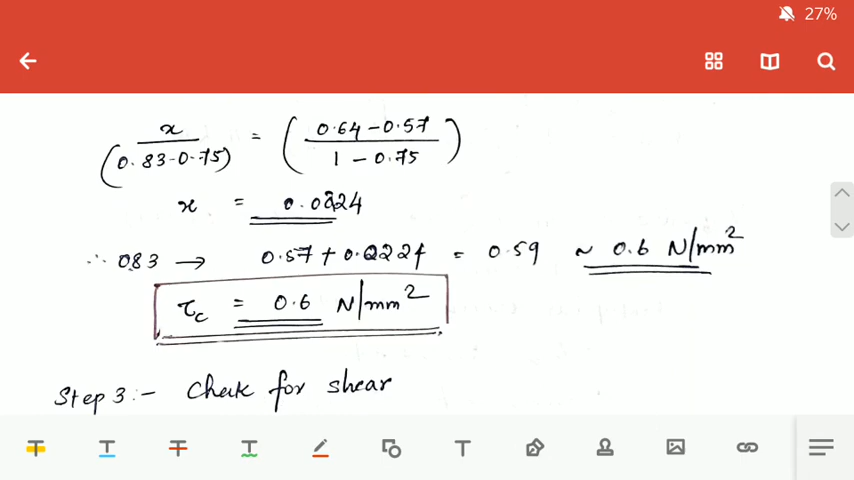 27%
x/(0.83-0.75) = (0.64-0.57/1-0.75)
x = 0.0224
∴ 0.83 → 0.57+0.0224 = 0.59 ~ 0.6 N/mm²
τc = 0.6 N/mm²
Step 3:- Check for shear
T T T T T